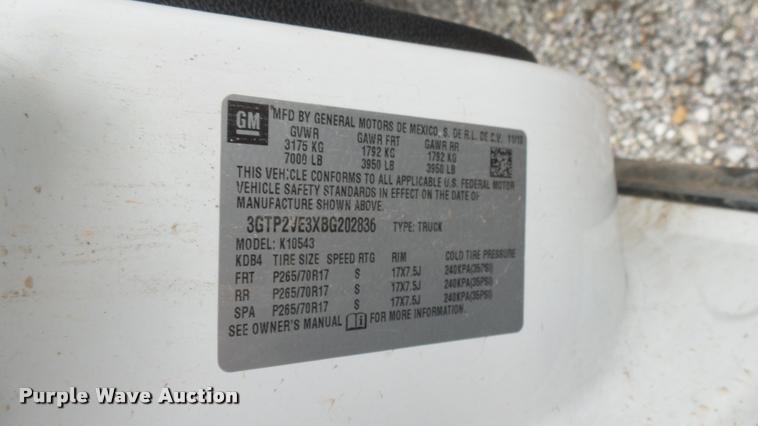 GM
MFD BY GENERAL MOTORS DE MEXICO, S. DE R.L. DE C.V. 11/10
GVWR GAWR FRT GAWR RR
3175 KG 1792 KG 1792 KG
7000 LB 3950 LB 3950 LB
THIS VEHICLE CONFORMS TO ALL APPLICABLE U.S. FEDERAL MOTOR
VEHICLE SAFETY STANDARDS IN EFFECT ON THE DATE OF
MANUFACTURE SHOWN ABOVE.
3GTP2VE3XBG202836 TYPE: TRUCK
MODEL: K10543
KDB4 TIRE SIZE SPEED RTG RIM COLD TIRE PRESSURE
FRT P265/70R17 S 17X7.5J 240KPA(35PSI)
RR P265/70R17 S 17X7.5J 240KPA(35PSI)
SPA P265/70R17 S 17X7.5J 240KPA(35PSI)
SEE OWNER'S MANUAL FOR MORE INFORMATION.
Purple Wave Auction